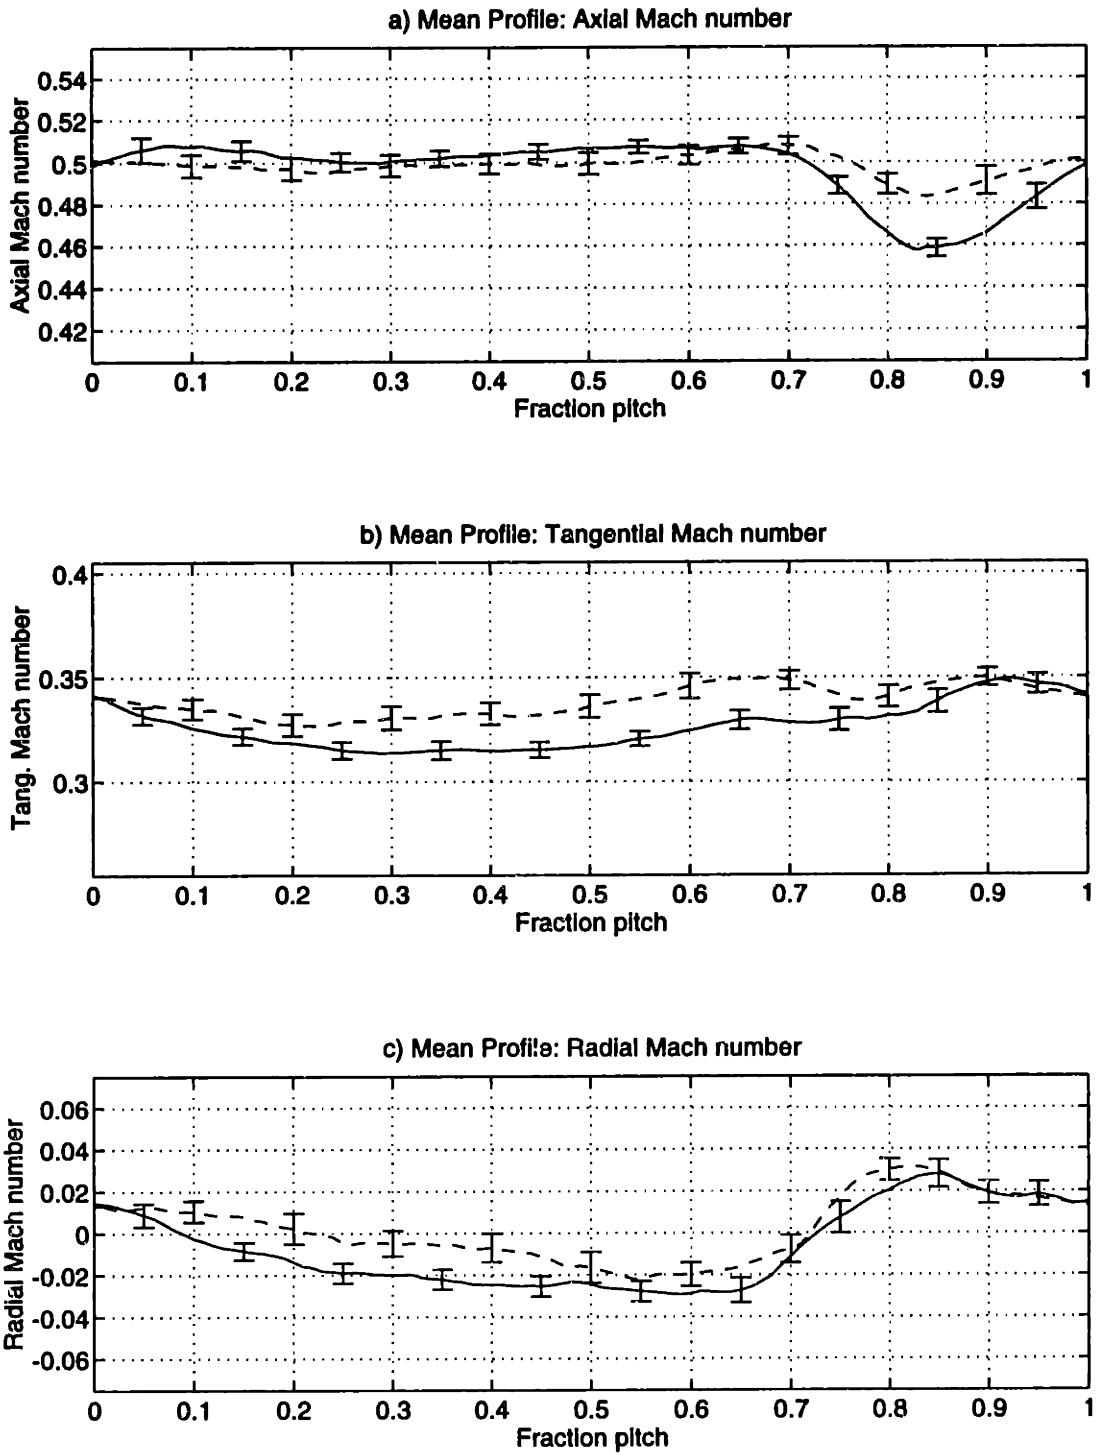 a) Mean Profile: Axial Mach number
Axial Mach number
0.54
0.52
0.5
0.48
0.46
0.44
0.42
0 0.1 0.2 0.3 0.4 0.5 0.6 0.7 0.8 0.9 1
Fraction pitch
b) Mean Profile: Tangential Mach number
Tang. Mach number
0.4
0.35
0.3
0 0.1 0.2 0.3 0.4 0.5 0.6 0.7 0.8 0.9 1
Fraction pitch
c) Mean Profile: Radial Mach number
Radial Mach number
0.06
0.04
0.02
0
-0.02
-0.04
-0.06
0 0.1 0.2 0.3 0.4 0.5 0.6 0.7 0.8 0.9 1
Fraction pitch